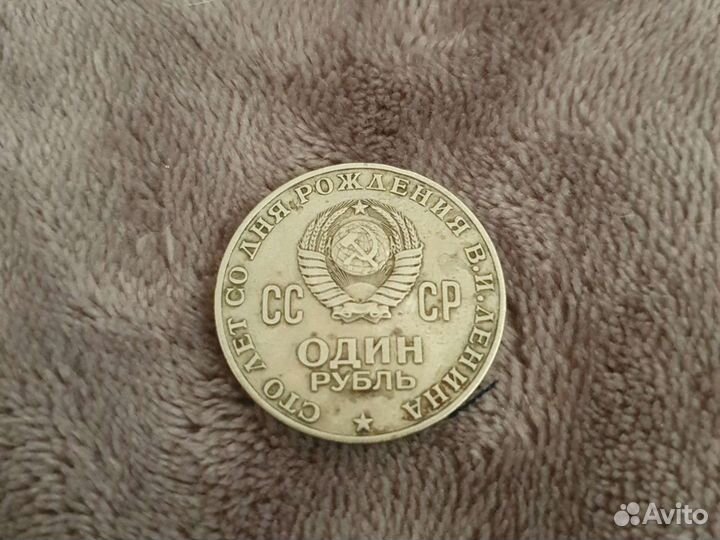 СТО ЛЕТ СО ДНЯ РОЖДЕНИЯ В.И.ЛЕНИНА
СС СР
ОДИН
РУБЛЬ
Avito